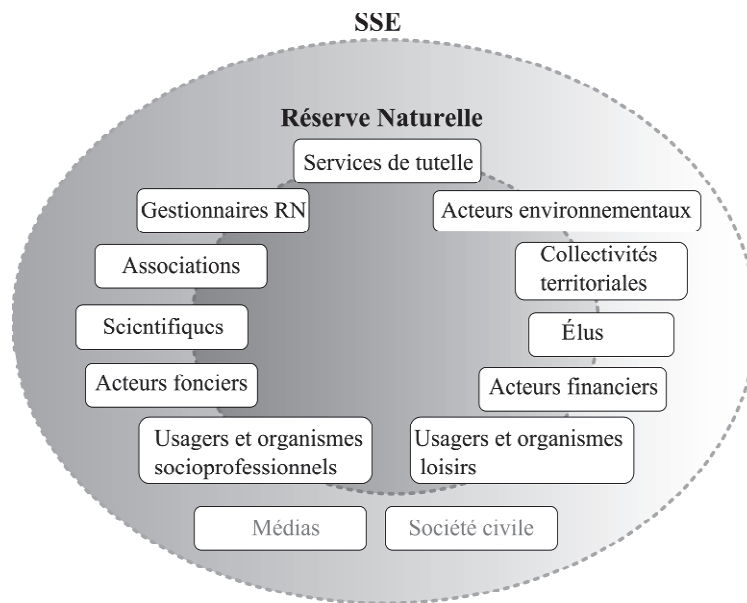 SSE
Réserve Naturelle
Services de tutelle
Gestionnaires RN
Acteurs environnementaux
Associations
Collectivités
territoriales
Scientifiques
Élus
Acteurs fonciers
Acteurs financiers
Usagers et organismes
socioprofessionnels
Usagers et organismes
loisirs
Médias
Société civile